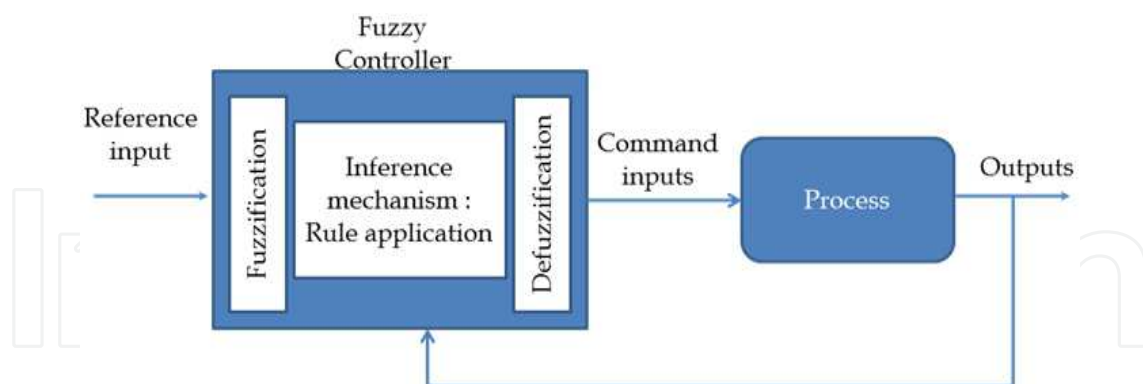 Fuzzy
Controller
Reference
input
Fuzzification
Inference
mechanism :
Rule application
Defuzzification
Command
inputs
Process
Outputs